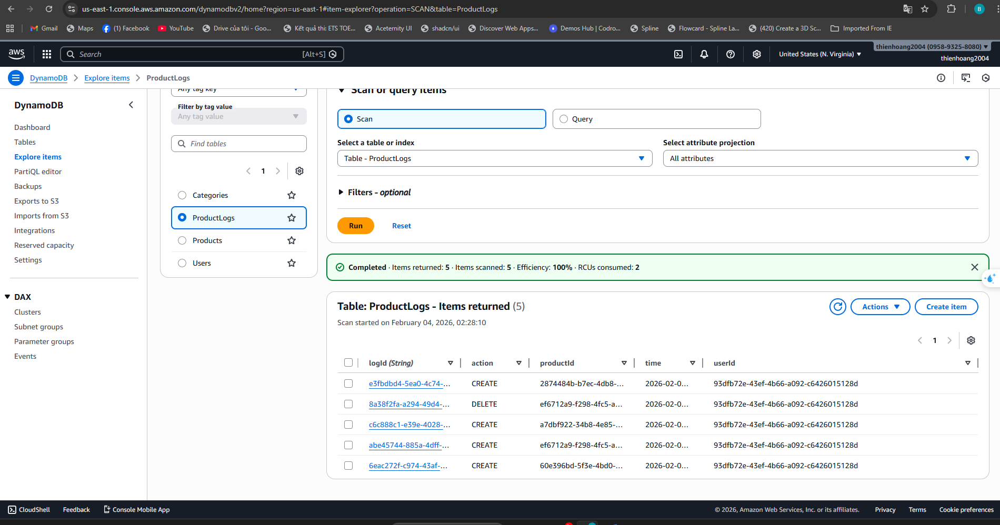 us-east-1.console.aws.amazon.com/dynamodbv2/home?region=us-east-1#item-explorer?operation=SCAN&table=ProductLogs
B
Gmail
Maps
(1) Facebook
YouTube
Drive của tôi - Goo...
Kết quả thi: ETS TOE...
Aceternity UI
shadcn/ui
Discover Web Apps...
Demos Hub | Codro...
Spline
Flowcard - Spline La...
(420) Create a 3D Sc...
Imported From IE
aws
Search
[Alt+S]
United States (N. Virginia)
thienhoang2004 (0958-9325-8080)
thienhoang2004
DynamoDB
Explore items
ProductLogs
DynamoDB
Dashboard
Tables
Explore items
PartiQL editor
Backups
Exports to S3
Imports from S3
Integrations
Reserved capacity
Settings
DAX
Clusters
Subnet groups
Parameter groups
Events
Any tag key
Filter by tag value
Any tag value
Find tables
1
Categories
ProductLogs
Products
Users
Scan or query items
Scan
Query
Select a table or index
Table - ProductLogs
Select attribute projection
All attributes
Filters - optional
Run
Reset
Completed · Items returned: 5 · Items scanned: 5 · Efficiency: 100% · RCUs consumed: 2
Table: ProductLogs - Items returned (5)
Scan started on February 04, 2026, 02:28:10
Actions
Create item
1
logId (String) action productId time userId
e3fbdbd4-5ea0-4c74-... CREATE 2874484b-b7ec-4db8-... 2026-02-0... 93dfb72e-43ef-4b66-a092-c6426015128d
8a38f2fa-a294-49d4-... DELETE ef6712a9-f298-4fc5-a... 2026-02-0... 93dfb72e-43ef-4b66-a092-c6426015128d
c6c888c1-e39e-4028-... CREATE a7dbf922-34b8-4e85-... 2026-02-0... 93dfb72e-43ef-4b66-a092-c6426015128d
abe45744-885a-4dff-... CREATE ef6712a9-f298-4fc5-a... 2026-02-0... 93dfb72e-43ef-4b66-a092-c6426015128d
6eac272f-c974-43af-... CREATE 60e396bd-5f3e-4bd0-... 2026-02-0... 93dfb72e-43ef-4b66-a092-c6426015128d
CloudShell
Feedback
Console Mobile App
© 2026, Amazon Web Services, Inc. or its affiliates.
Privacy
Terms
Cookie preferences